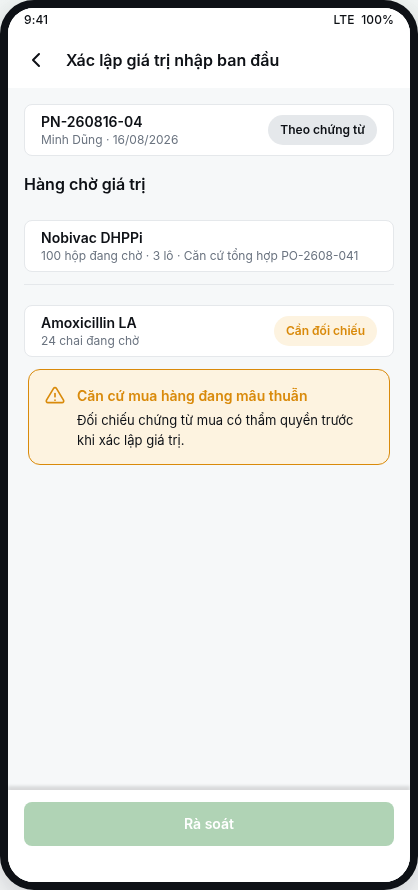 9:41
LTE 100%
Xác lập giá trị nhập ban đầu
PN-260816-04
Minh Dũng · 16/08/2026
Theo chứng từ
Hàng chờ giá trị
Nobivac DHPPi
100 hộp đang chờ · 3 lô · Căn cứ tổng hợp PO-2608-041
Amoxicillin LA
24 chai đang chờ
Cần đối chiếu
Căn cứ mua hàng đang mâu thuẫn
Đối chiếu chứng từ mua có thẩm quyền trước
khi xác lập giá trị.
Rà soát